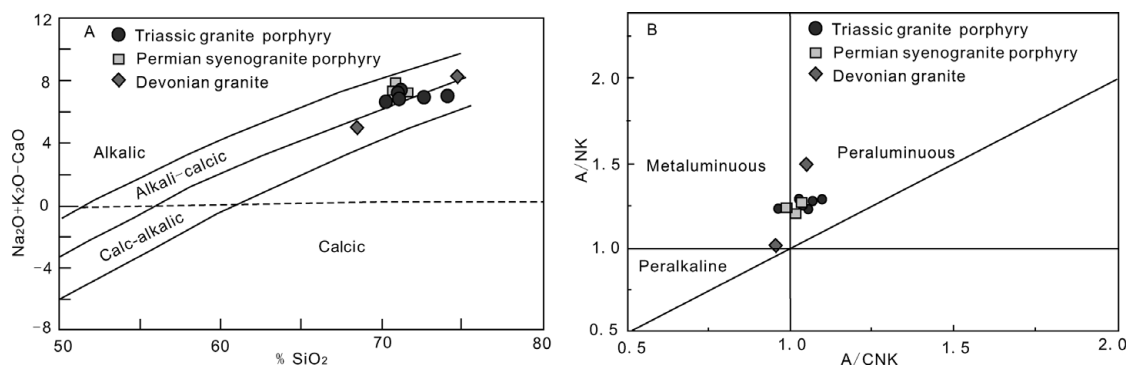 A
Triassic granite porphyry
Permian syenogranite porphyry
Devonian granite
Alkalic
Alkali-calcic
Calc-alkalic
Calcic
Na₂O+K₂O-CaO
12
8
4
0
-4
-8
50
60
70
80
% SiO₂
B
Triassic granite porphyry
Permian syenogranite porphyry
Devonian granite
Metaluminuous
Peraluminuous
Peralkaline
A/NK
2.0
1.5
1.0
0.5
0.5
1.0
1.5
2.0
A/CNK